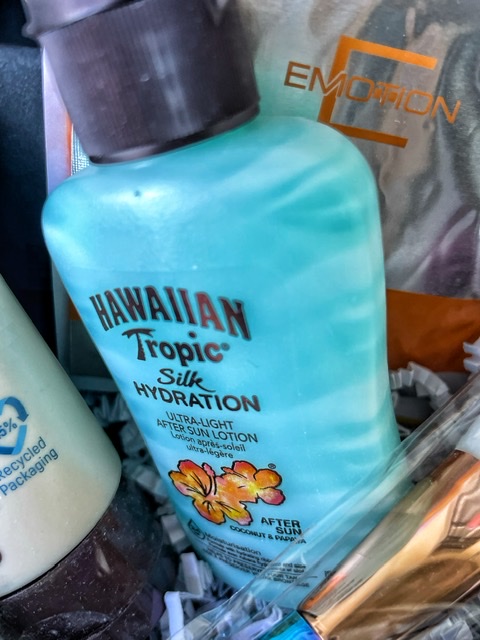 EMOTION
HAWAIIAN
Tropic®
Silk
HYDRATION
ULTRA-LIGHT
AFTER SUN LOTION
Lotion après-soleil
ultra-légère
AFTER
SUN
COCONUT & PAPAYA
Recycled
Packaging